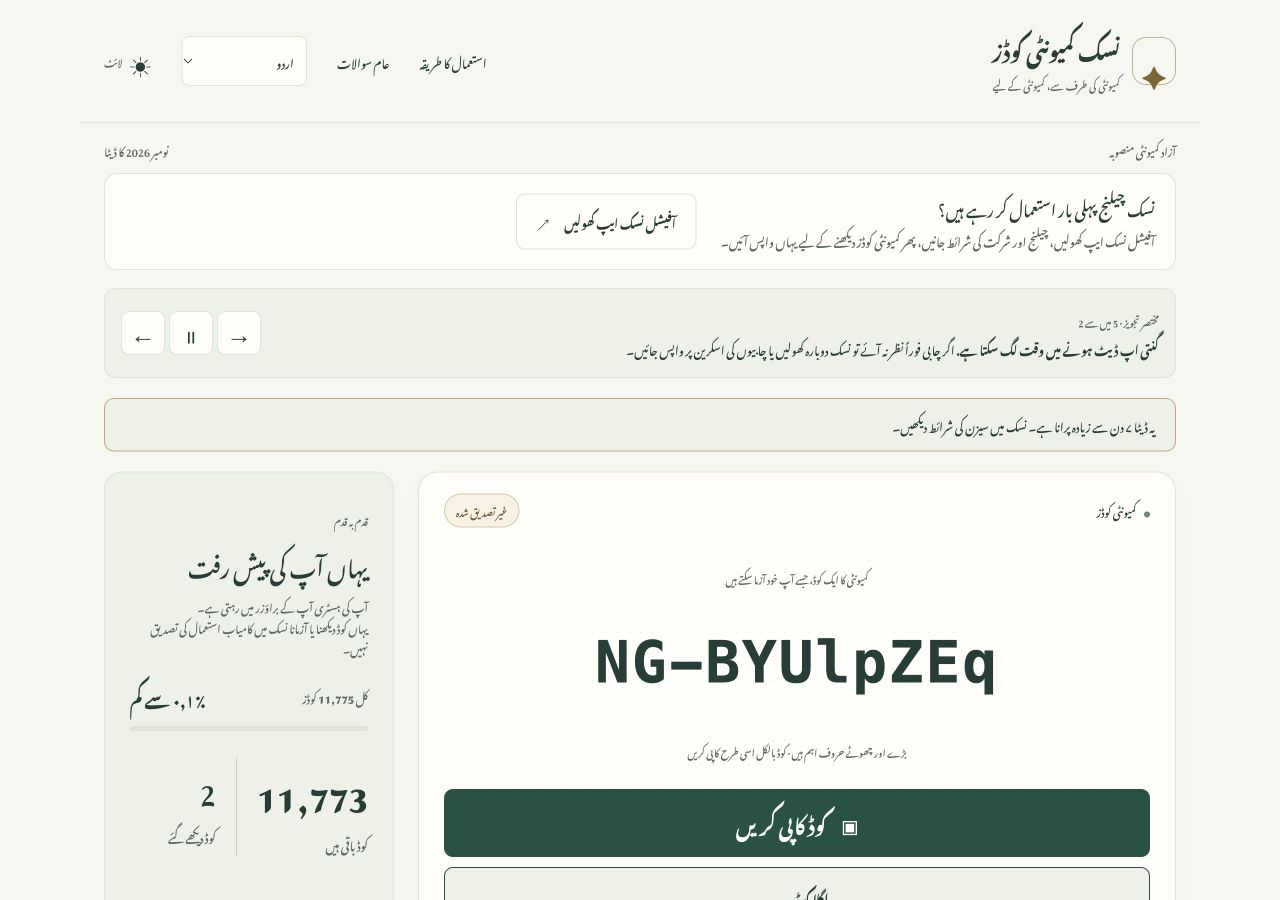 نسک کمیونٹی کوڈز
کمیونٹی کی طرف سے، کمیونٹی کے لیے
استعمال کا طریقہ
عام سوالات
اردو
لائٹ
آزاد کمیونٹی منصوبہ
نومبر 2026 کا ڈیٹا
نسک چیلنج پہلی بار استعمال کر رہے ہیں؟
آفیشل نسک ایپ کھولیں، چیلنج اور شرکت کی شرائط جانیں، پھر کمیونٹی کوڈز دیکھنے کے لیے یہاں واپس آئیں۔
آفیشل نسک ایپ کھولیں ↗
مختصر تجویز · 5 میں سے 2
گنتی اپ ڈیٹ ہونے میں وقت لگ سکتا ہے. اگر چابی فوراً نظر نہ آئے تو نسک دوبارہ کھولیں یا چابیوں کی اسکرین پر واپس جائیں۔
یہ ڈیٹا ۷ دن سے زیادہ پرانا ہے۔ نسک میں سیزن کی شرائط دیکھیں۔
کمیونٹی کوڈز
غیر تصدیق شدہ
کمیونٹی کا ایک کوڈ، جسے آپ خود آزما سکتے ہیں
NG-BYUlpZEq
بڑے اور چھوٹے حروف اہم ہیں · کوڈ بالکل اسی طرح کاپی کریں
کوڈ کاپی کریں
قدم بہ قدم
یہاں آپ کی پیش رفت
آپ کی ہسٹری آپ کے براؤزر میں رہتی ہے۔
یہاں کوڈ دیکھنا یا آزمانا نسک میں کامیاب استعمال کی تصدیق
نہیں۔
کل 11,775 کوڈز
۰٫۱٪ سے کم
11,773
کوڈ باقی ہیں
2
کوڈ دیکھے گئے